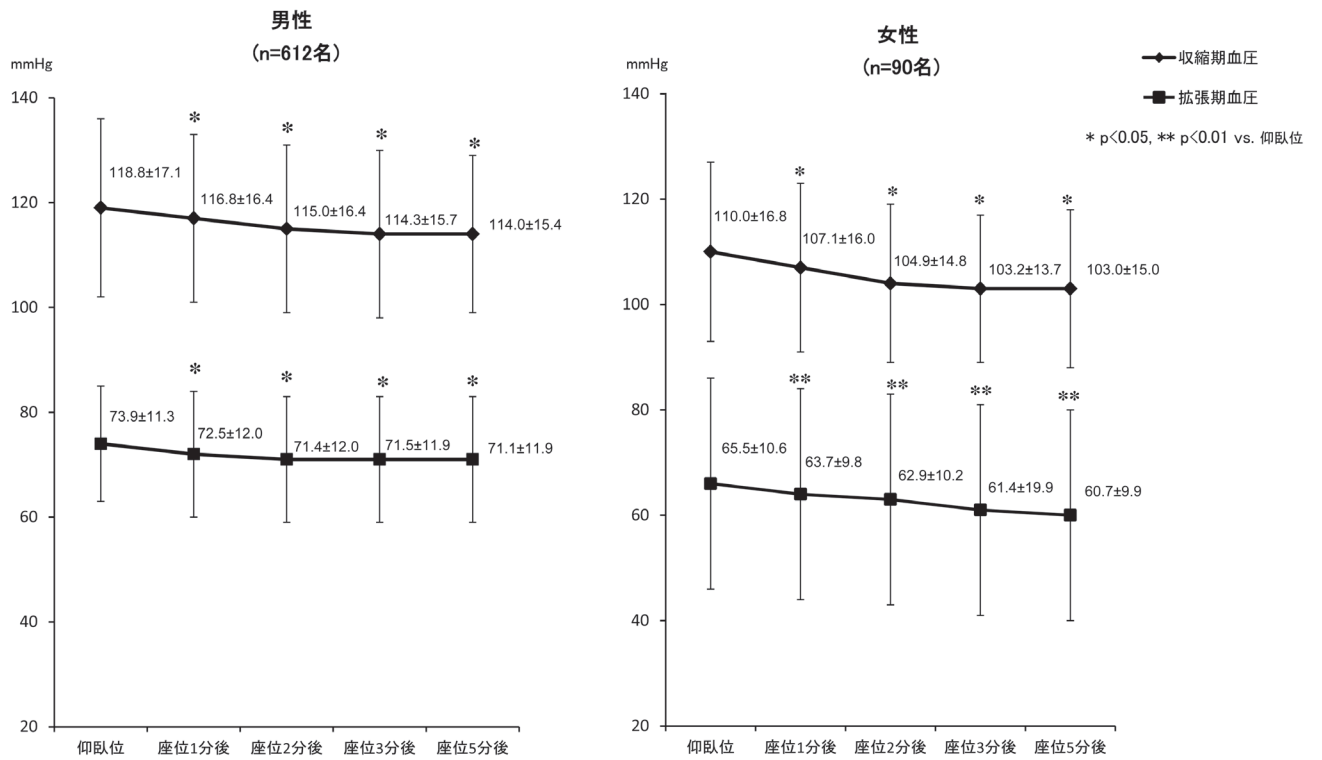 男性
(n=612名)
mmHg
140
120
100
80
60
40
20
118.8±17.1
116.8±16.4
115.0±16.4
114.3±15.7
114.0±15.4
*
*
*
*
73.9±11.3
72.5±12.0
71.4±12.0
71.5±11.9
71.1±11.9
*
*
*
*
仰臥位
座位1分後
座位2分後
座位3分後
座位5分後
女性
(n=90名)
mmHg
140
120
100
80
60
40
20
110.0±16.8
107.1±16.0
104.9±14.8
103.2±13.7
103.0±15.0
*
*
*
*
65.5±10.6
63.7±9.8
62.9±10.2
61.4±19.9
60.7±9.9
**
**
**
**
仰臥位
座位1分後
座位2分後
座位3分後
座位5分後
収縮期血圧
拡張期血圧
* p<0.05, ** p<0.01 vs. 仰臥位